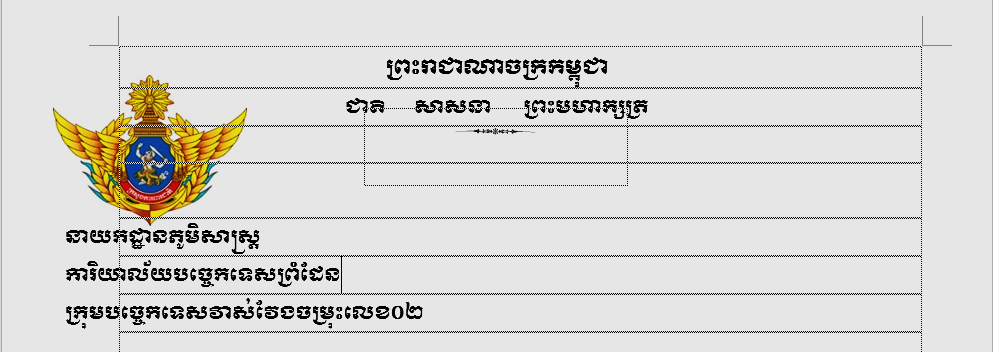 ព្រះរាជាណាចក្រកម្ពុជា
ជាតិ សាសនា ព្រះមហាក្សត្រ
នាយកដ្ឋានភូមិសាស្ត្រ
ការិយាល័យបច្ចេកទេសព្រំដែន
ក្រុមបច្ចេកទេសវាស់វែងចម្រុះលេខ០២